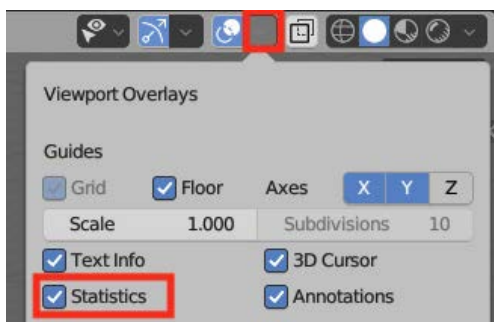 Viewport Overlays
Guides
Grid Floor Axes X Y Z
Scale 1.000 Subdivisions 10
Text Info 3D Cursor
Statistics Annotations